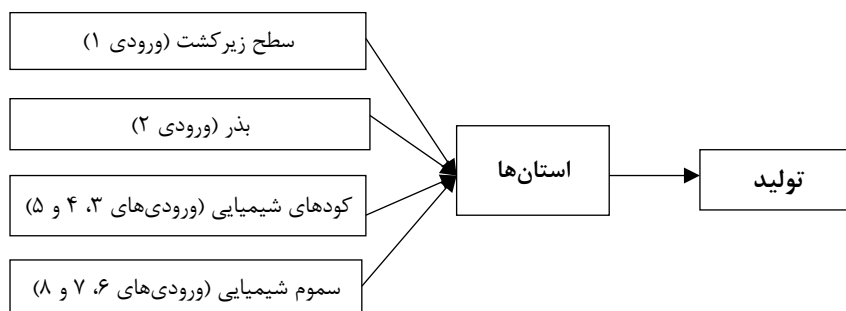 سطح زیرکشت (ورودی ۱)
بذر (ورودی ۲)
کودهای شیمیایی (ورودی‌های ۳، ۴ و ۵)
سموم شیمیایی (ورودی‌های ۶، ۷ و ۸)
استان‌ها
تولید